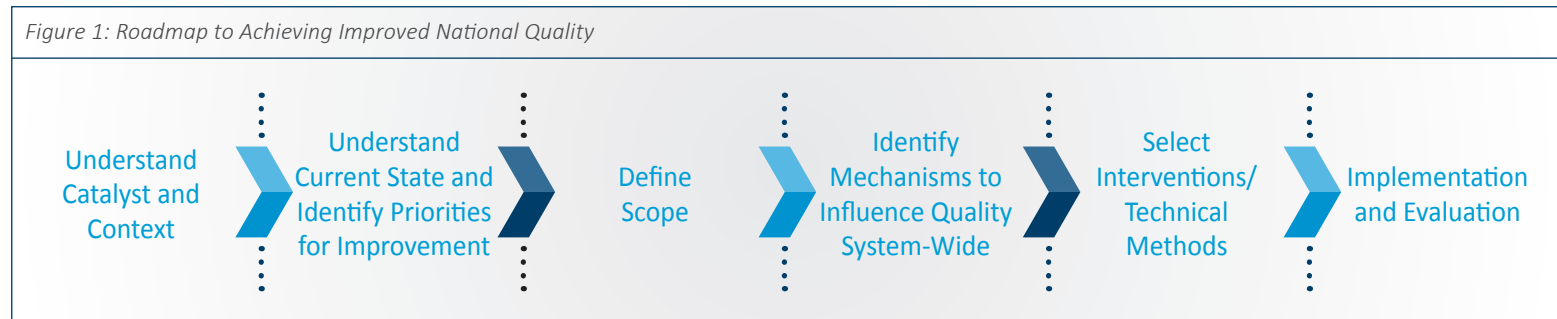 Figure 1: Roadmap to Achieving Improved National Quality
Understand
Catalyst and
Context
Understand
Current State and
Identify Priorities
for Improvement
Define
Scope
Identify
Mechanisms to
Influence Quality
System-Wide
Select
Interventions/
Technical
Methods
Implementation
and Evaluation